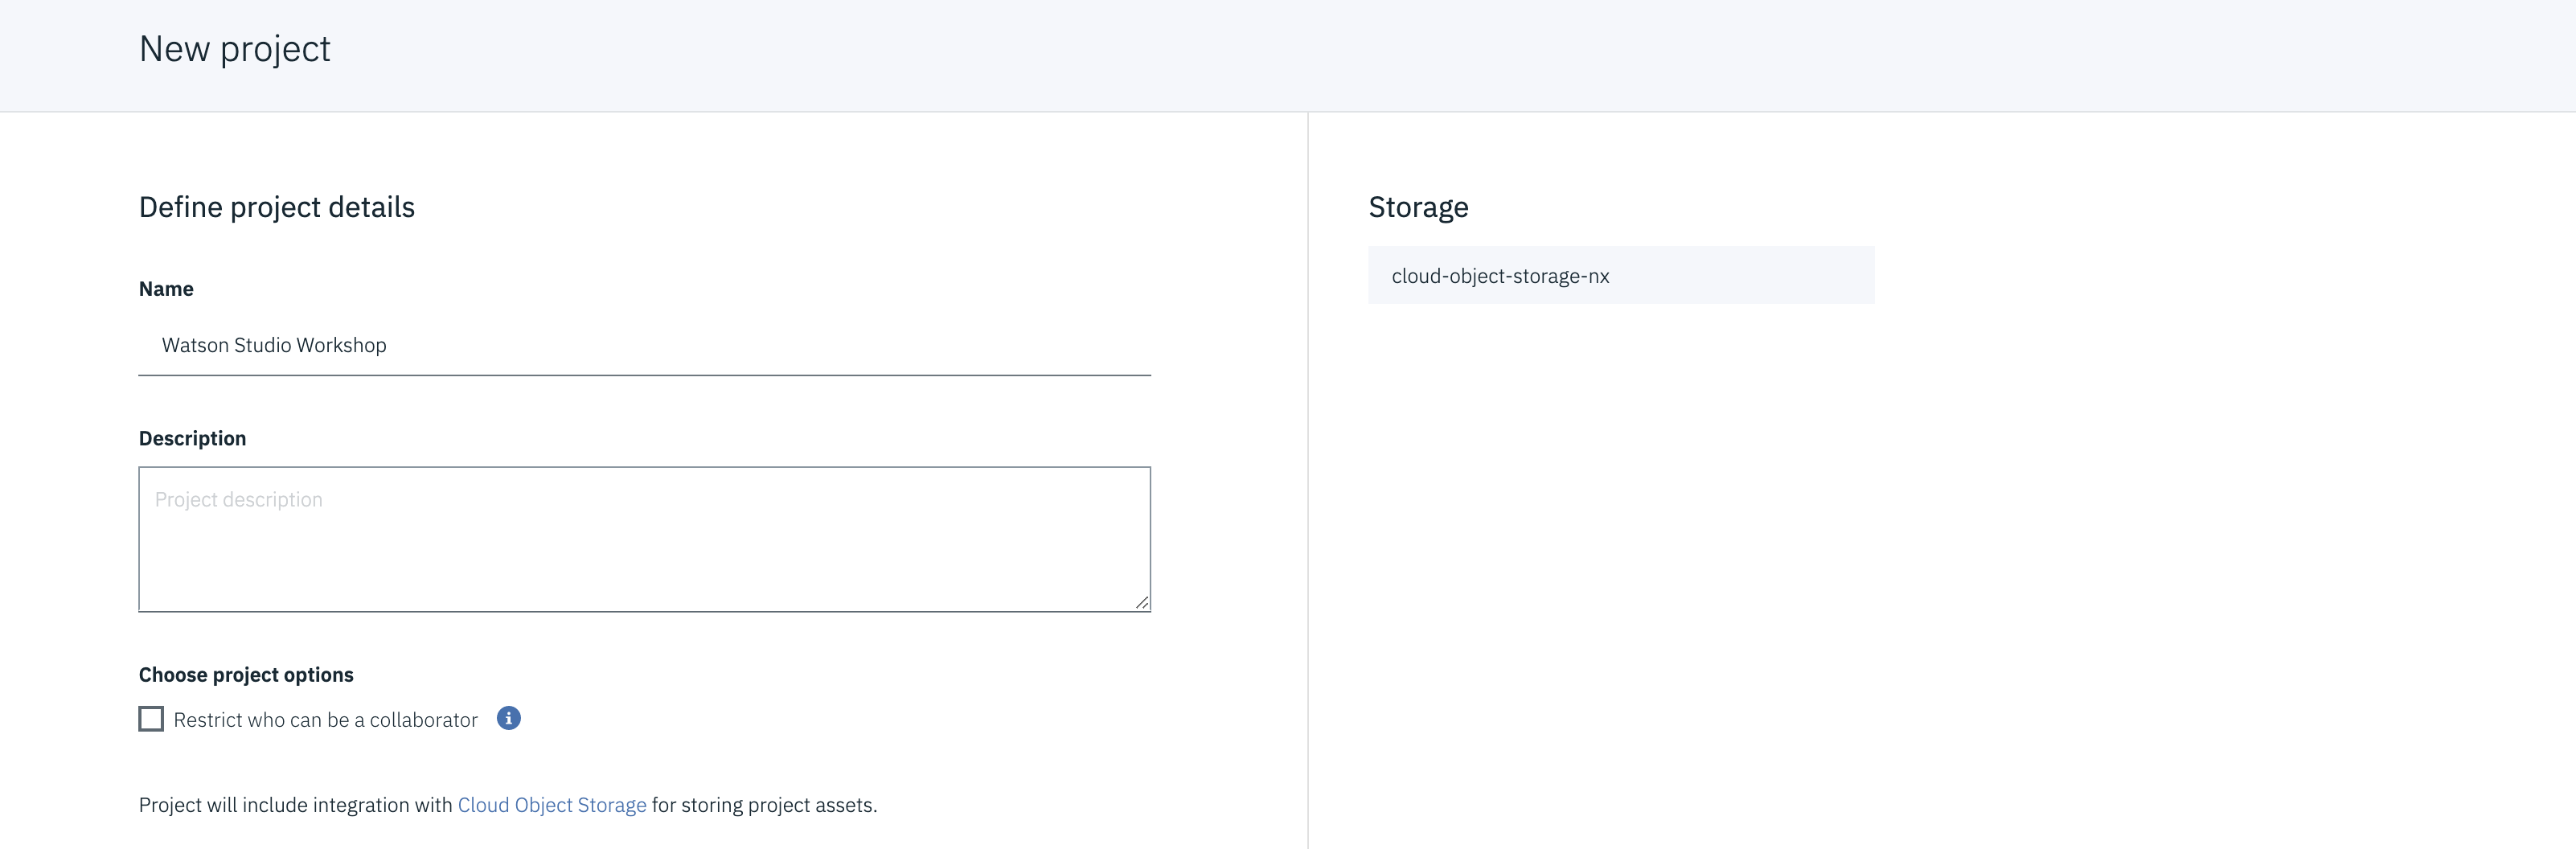 New project
Define project details
Name
Watson Studio Workshop
Description
Project description
Choose project options
Restrict who can be a collaborator
Project will include integration with Cloud Object Storage for storing project assets.
Storage
cloud-object-storage-nx